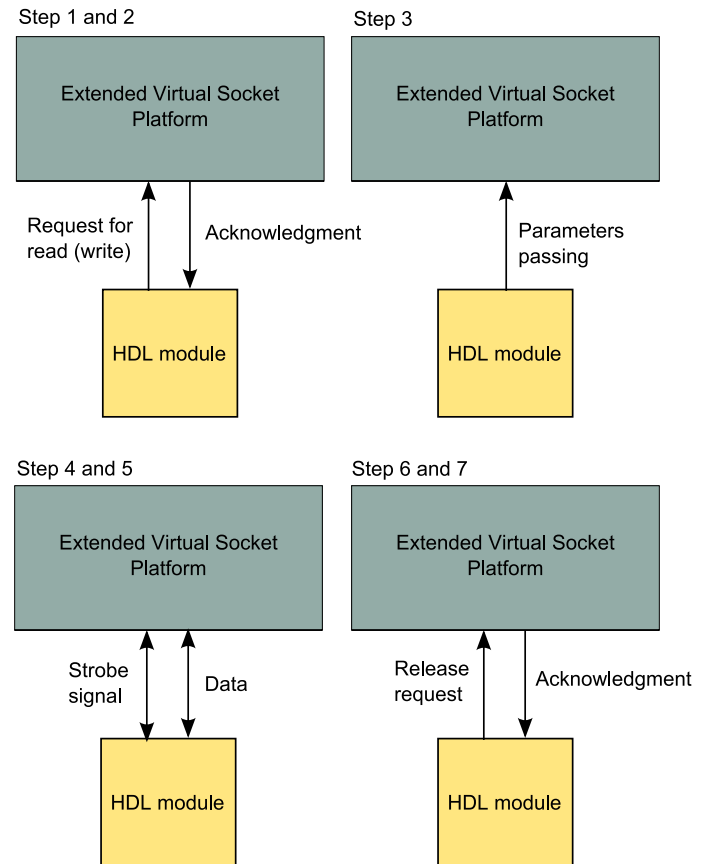 Step 1 and 2
Extended Virtual Socket
Platform
Request for
read (write)
Acknowledgment
HDL module
Step 3
Extended Virtual Socket
Platform
Parameters
passing
HDL module
Step 4 and 5
Extended Virtual Socket
Platform
Strobe
signal
Data
HDL module
Step 6 and 7
Extended Virtual Socket
Platform
Release
request
Acknowledgment
HDL module